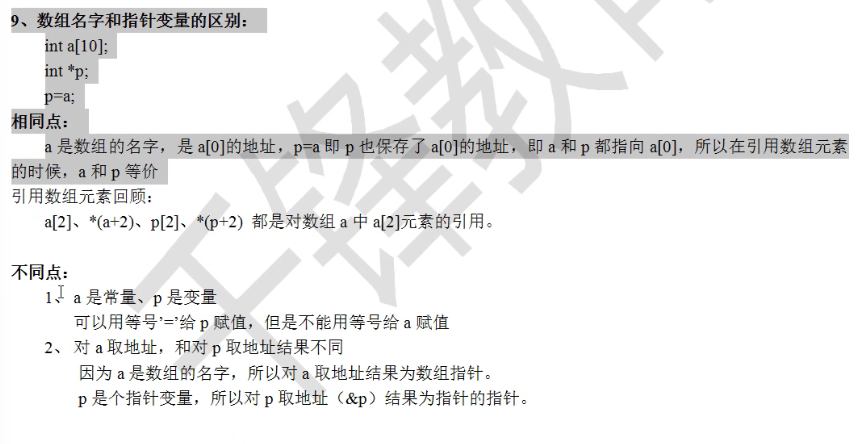 9、数组名字和指针变量的区别：
int a[10];
int *p;
p=a;
相同点：
a 是数组的名字，是 a[0]的地址，p=a 即 p 也保存了 a[0]的地址，即 a 和 p 都指向 a[0]，所以在引用数组元素
的时候，a 和 p 等价
引用数组元素回顾：
a[2]、*(a+2)、p[2]、*(p+2) 都是对数组 a 中 a[2]元素的引用。
不同点：
1、 a 是常量、p 是变量
可以用等号’=’给 p 赋值，但是不能用等号给 a 赋值
2、 对 a 取地址，和对 p 取地址结果不同
因为 a 是数组的名字，所以对 a 取地址结果为数组指针。
p 是个指针变量，所以对 p 取地址（&p）结果为指针的指针。
千锋教育